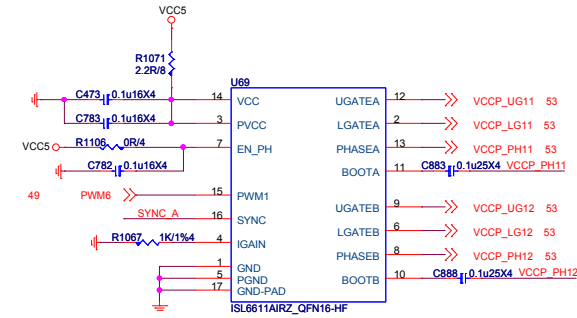 VCC5
R1071
2.2R/8
U69
C473 0.1u16X4
14 VCC
UGATEA 12
VCCP_UG11 53
C783 0.1u16X4
3 PVCC
LGATEA 2
VCCP_LG11 53
VCC5
R1106 0R/4
7 EN_PH
PHASEA 13
VCCP_PH11 53
C782 0.1u16X4
BOOTA 11
C883 0.1u25X4 VCCP_PH11
49 PWM6
15 PWM1
UGATEB 9
VCCP_UG12 53
SYNC_A
16 SYNC
LGATEB 6
VCCP_LG12 53
R1067 1K/1%4
4 IGAIN
PHASEB 8
VCCP_PH12 53
1 GND
5 PGND
17 GND-PAD
BOOTB 10
C888 0.1u25X4 VCCP_PH12
ISL6611AIRZ_QFN16-HF